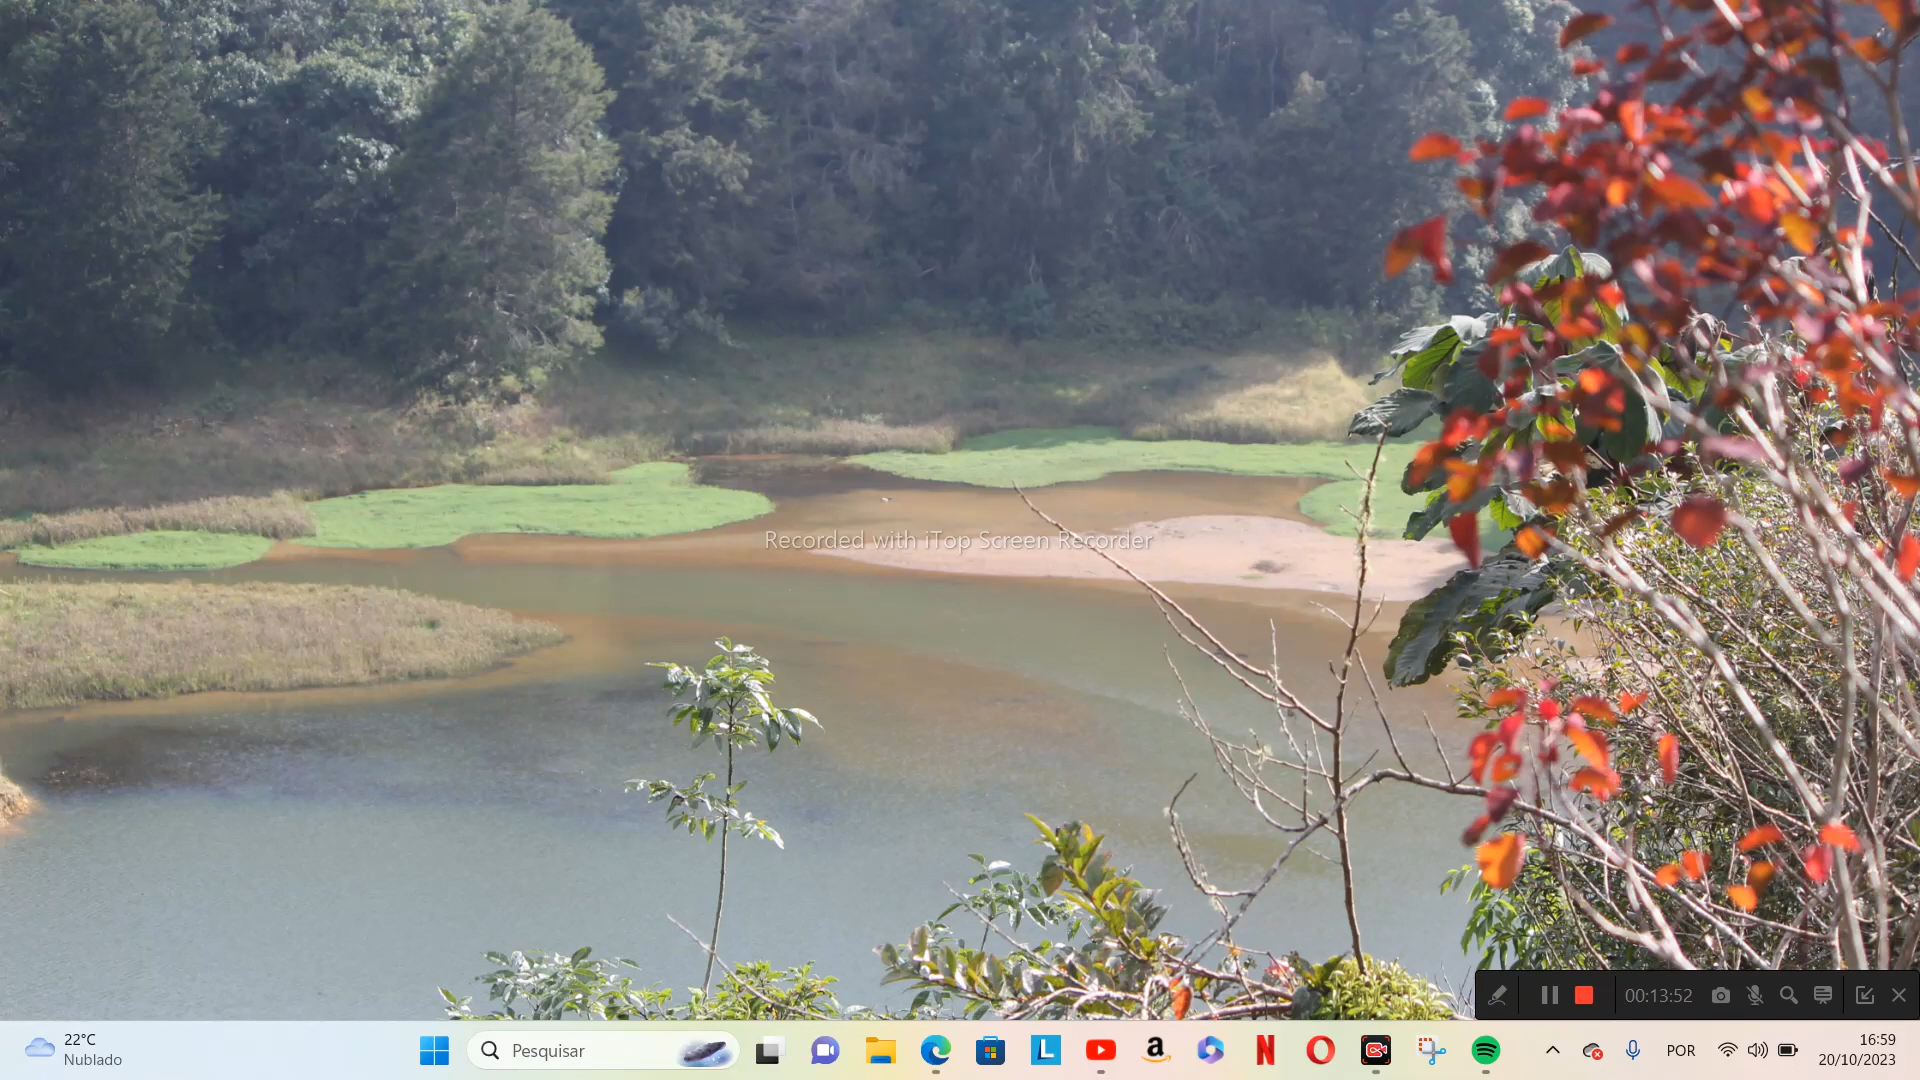 Recorded with iTop Screen Recorder
00:13:52
22°C
Nublado
Pesquisar
POR
16:59
20/10/2023